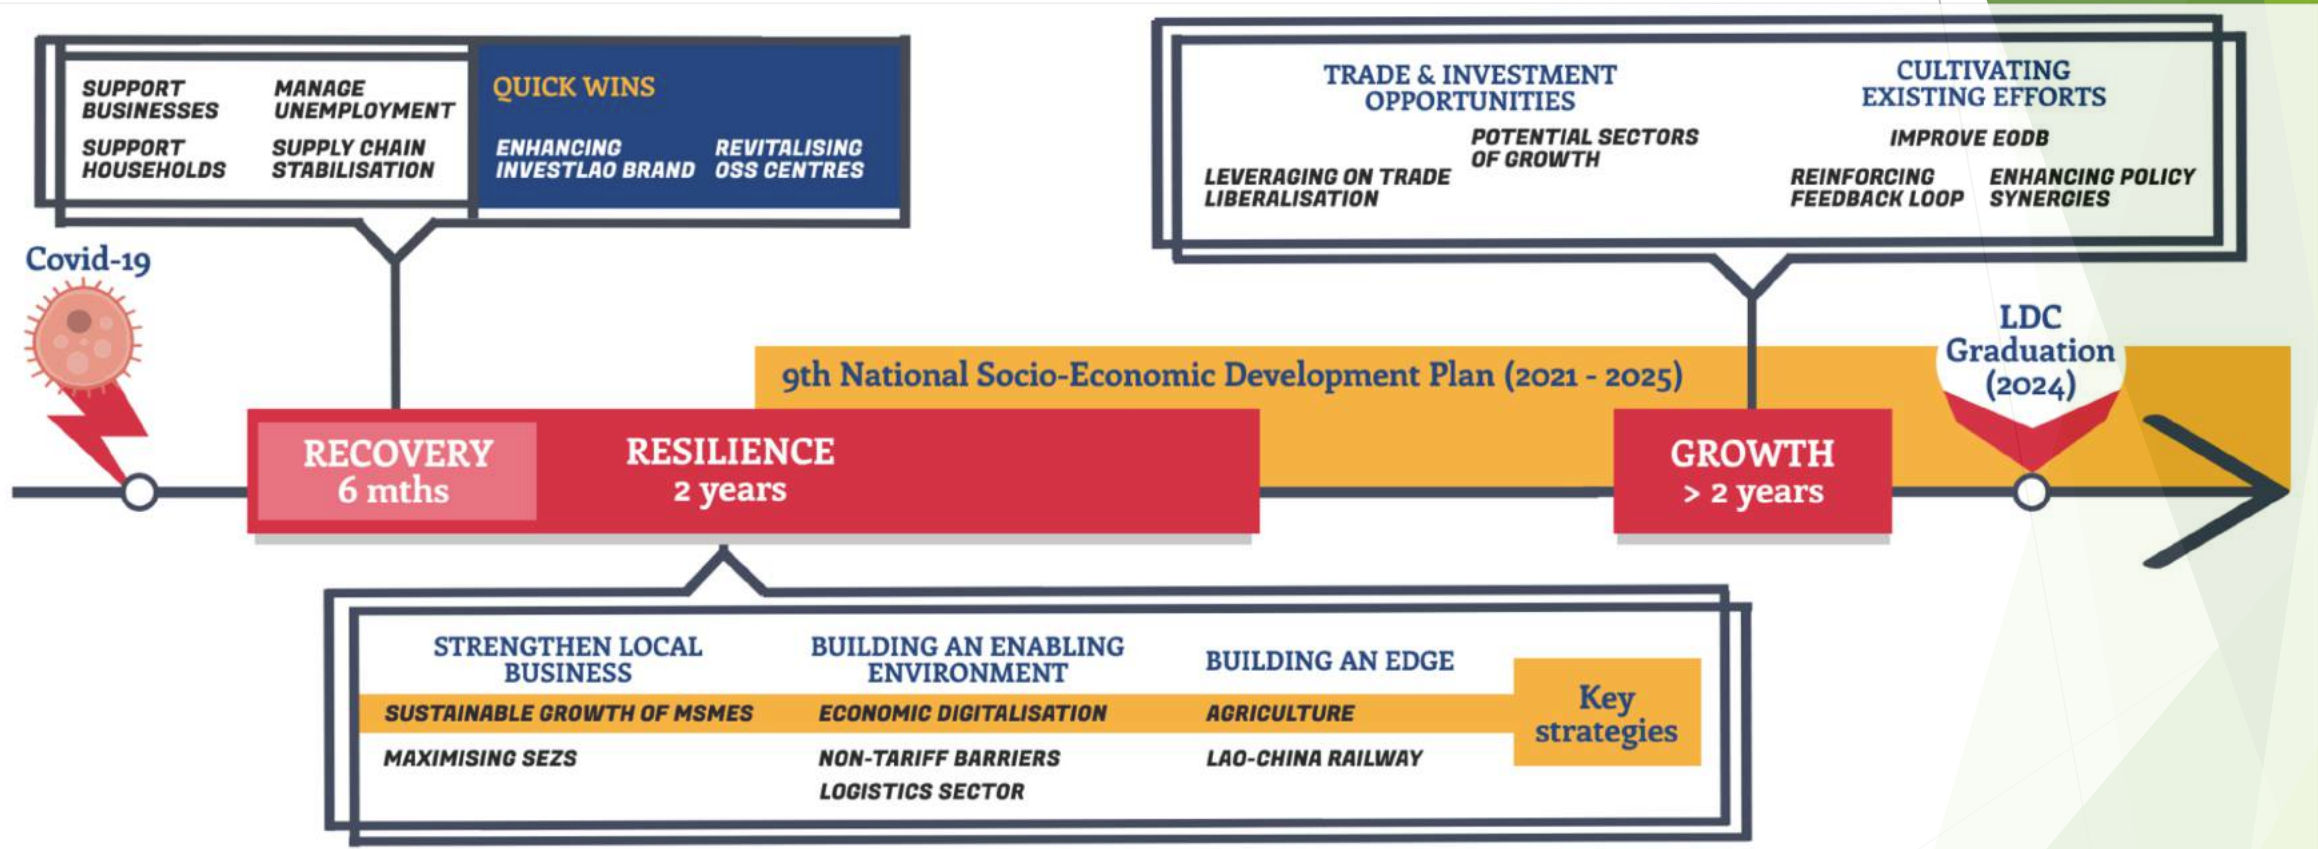 SUPPORT
BUSINESSES
MANAGE
UNEMPLOYMENT
SUPPORT
HOUSEHOLDS
SUPPLY CHAIN
STABILISATION
QUICK WINS
ENHANCING
INVESTLAO BRAND
REVITALISING
OSS CENTRES
TRADE & INVESTMENT
OPPORTUNITIES
POTENTIAL SECTORS
OF GROWTH
LEVERAGING ON TRADE
LIBERALISATION
CULTIVATING
EXISTING EFFORTS
IMPROVE EODB
REINFORCING
FEEDBACK LOOP
ENHANCING POLICY
SYNERGIES
Covid-19
LDC
Graduation
(2024)
9th National Socio-Economic Development Plan (2021 - 2025)
RECOVERY
6 mths
RESILIENCE
2 years
GROWTH
> 2 years
STRENGTHEN LOCAL
BUSINESS
BUILDING AN ENABLING
ENVIRONMENT
BUILDING AN EDGE
SUSTAINABLE GROWTH OF MSMES
ECONOMIC DIGITALISATION
AGRICULTURE
Key
strategies
MAXIMISING SEZS
NON-TARIFF BARRIERS
LAO-CHINA RAILWAY
LOGISTICS SECTOR